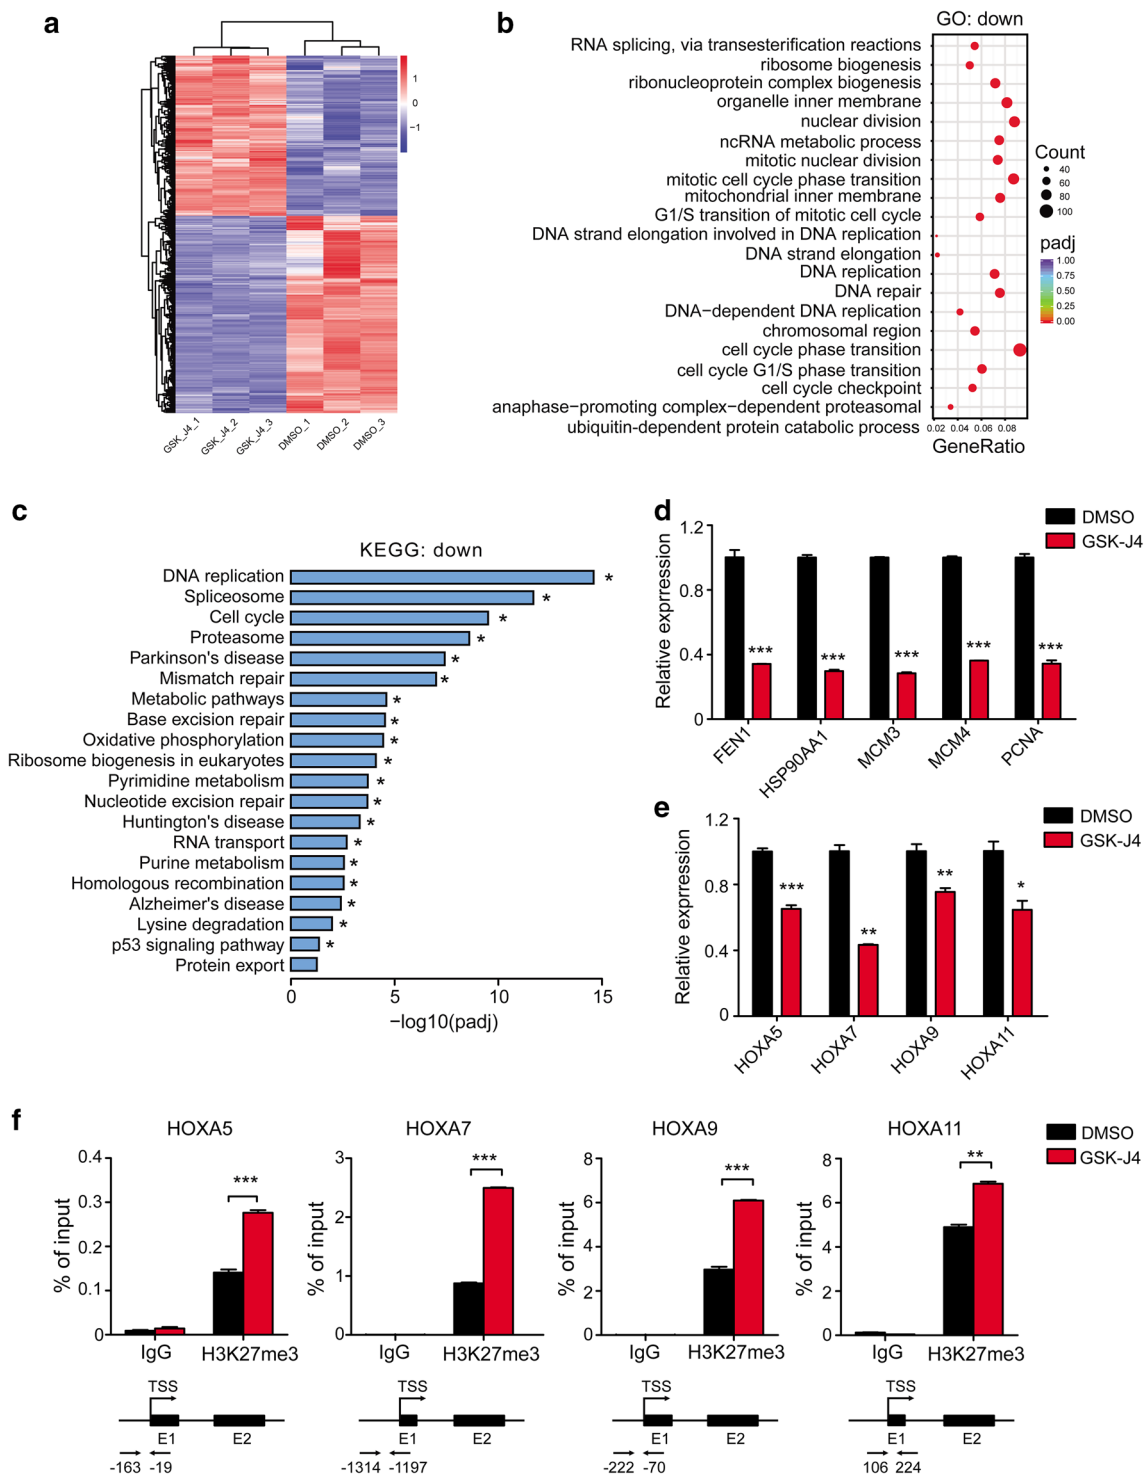 a
1
0
−1
GSK_J4_1
GSK_J4_2
GSK_J4_3
DMSO_1
DMSO_2
DMSO_3
b
GO: down
RNA splicing, via transesterification reactions
ribosome biogenesis
ribonucleoprotein complex biogenesis
organelle inner membrane
nuclear division
ncRNA metabolic process
mitotic nuclear division
mitotic cell cycle phase transition
mitochondrial inner membrane
G1/S transition of mitotic cell cycle
DNA strand elongation involved in DNA replication
DNA strand elongation
DNA replication
DNA repair
DNA−dependent DNA replication
chromosomal region
cell cycle phase transition
cell cycle G1/S phase transition
cell cycle checkpoint
anaphase−promoting complex−dependent proteasomal
ubiquitin-dependent protein catabolic process
0.02 0.04 0.06 0.08
GeneRatio
Count
40
60
80
100
padj
1.00
0.75
0.50
0.25
0.00
c
KEGG: down
DNA replication *
Spliceosome *
Cell cycle *
Proteasome *
Parkinson's disease *
Mismatch repair *
Metabolic pathways *
Base excision repair *
Oxidative phosphorylation *
Ribosome biogenesis in eukaryotes *
Pyrimidine metabolism *
Nucleotide excision repair *
Huntington's disease *
RNA transport *
Purine metabolism *
Homologous recombination *
Alzheimer's disease *
Lysine degradation *
p53 signaling pathway *
Protein export
0 5 10 15
−log10(padj)
d
DMSO
GSK-J4
Relative exprression
1.2
0.8
0.4
0
*** *** *** *** ***
FEN1
HSP90AA1
MCM3
MCM4
PCNA
e
DMSO
GSK-J4
Relative exprression
1.2
0.8
0.4
0
*** ** ** *
HOXA5
HOXA7
HOXA9
HOXA11
f
DMSO
GSK-J4
HOXA5
% of input
0.4
0.3
0.2
0.1
0
***
IgG H3K27me3
TSS
E1 E2
-163 -19
HOXA7
% of input
3
2
1
0
***
IgG H3K27me3
TSS
E1 E2
-1314 -1197
HOXA9
% of input
8
6
4
2
0
***
IgG H3K27me3
TSS
E1 E2
-222 -70
HOXA11
% of input
8
6
4
2
0
**
IgG H3K27me3
TSS
E1 E2
106 224